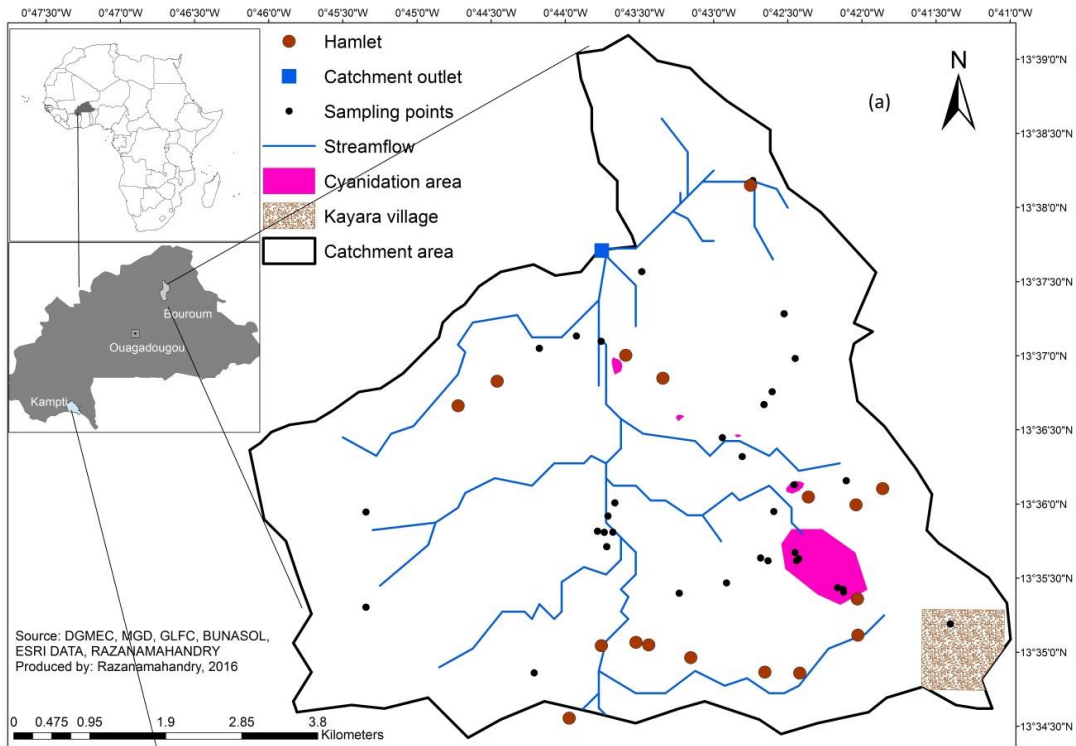 0°47'30"W 0°47'0"W 0°46'30"W 0°46'0"W 0°45'30"W 0°45'0"W 0°44'30"W 0°44'0"W 0°43'30"W 0°43'0"W 0°42'30"W 0°42'0"W 0°41'30"W 0°41'0"W
Hamlet
Catchment outlet
Sampling points
Streamflow
Cyanidation area
Kayara village
Catchment area
(a)
N
13°39'0"N
13°38'30"N
13°38'0"N
13°37'30"N
13°37'0"N
13°36'30"N
13°36'0"N
13°35'30"N
13°35'0"N
13°34'30"N
Bouroum
Ouagadougou
Kampti
Source: DGMEC, MGD, GLFC, BUNASOL,
ESRI DATA, RAZANAMAHANDRY
Produced by: Razanamahandry, 2016
0 0.475 0.95 1.9 2.85 3.8
Kilometers